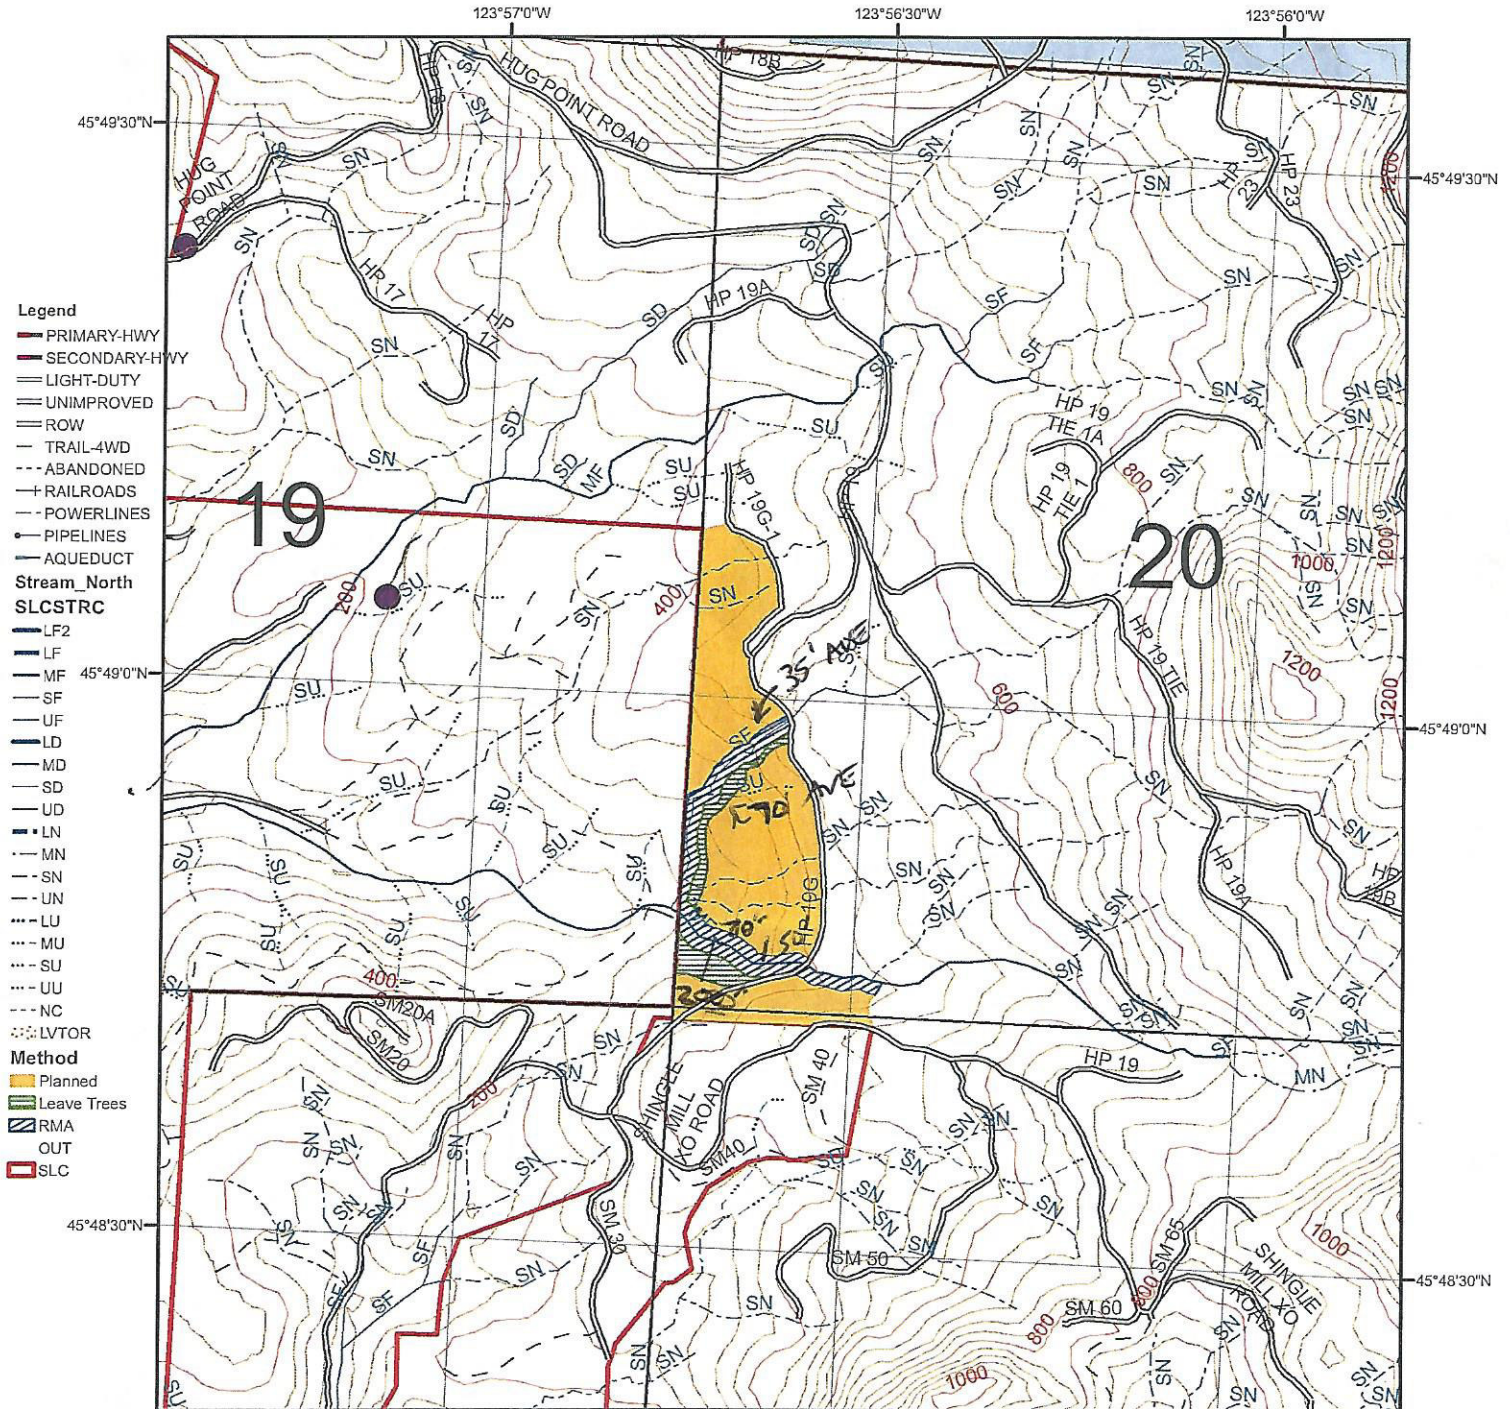 123°57'0"W
123°56'30"W
123°56'0"W
45°49'30"N
45°49'30"N
45°49'0"N
45°49'0"N
45°48'30"N
45°48'30"N
Legend
PRIMARY-HWY
SECONDARY-HWY
LIGHT-DUTY
UNIMPROVED
ROW
TRAIL-4WD
ABANDONED
RAILROADS
POWERLINES
PIPELINES
AQUEDUCT
Stream_North
SLCSTRC
LF2
LF
MF
SF
UF
LD
MD
SD
UD
LN
MN
SN
UN
LU
MU
SU
UU
NC
LVTOR
Method
Planned
Leave Trees
RMA
OUT
SLC
HP 18B
HUG POINT ROAD
HUG
POINT
ROAD
HP 17
HP
17
HP 19A
HP
23
HP 23
19
20
HP 19
TIE 1A
HP 19
TIE 1
HP 19G-1
HP 19 TIE
HP 19A
HP
19B
HP 19G
HP 19
35' AVE
70' AVE
70'
SM20A
SM20
SHINGLE
MILL
XO ROAD
SM 40
SM40
SM 30
SM 50
SM 60
SM 65
SHINGLE
MILL XO
ROAD
200
400
400
200
600
800
1000
1200
1200
1200
1200
800
800
1000
1000
SN
SD
SF
SU
MF
MN